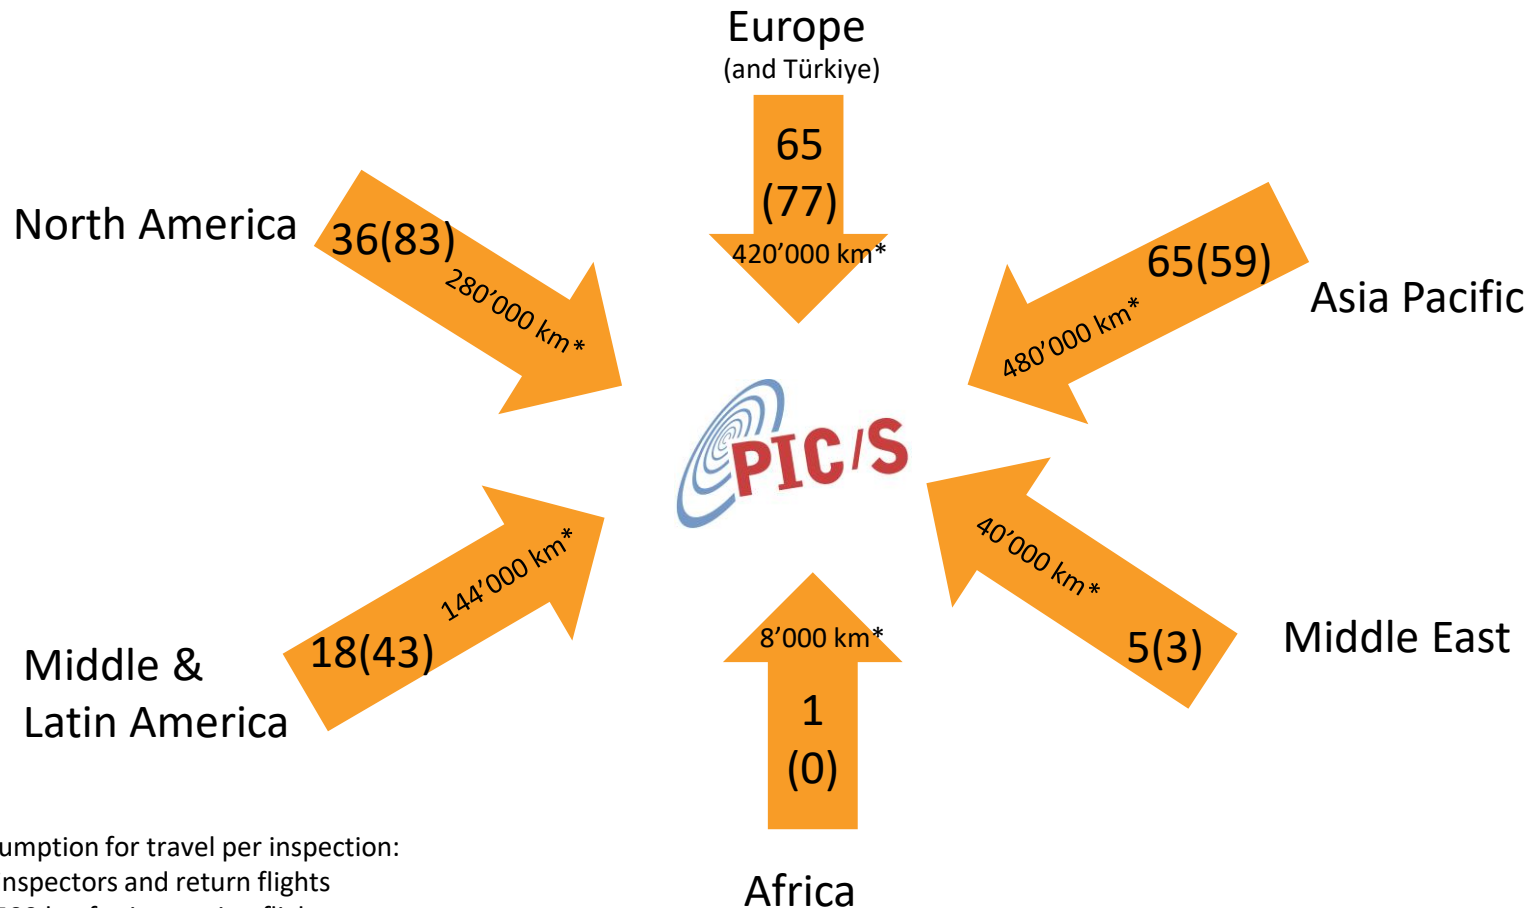 Europe
(and Türkiye)
65
(77)
420’000 km*
North America
36(83)
280’000 km*
65(59)
480’000 km*
Asia Pacific
PIC/S
144’000 km*
18(43)
Middle &
Latin America
40’000 km*
5(3)
Middle East
8’000 km*
1
(0)
Africa
umption for travel per inspection:
nspectors and return flights